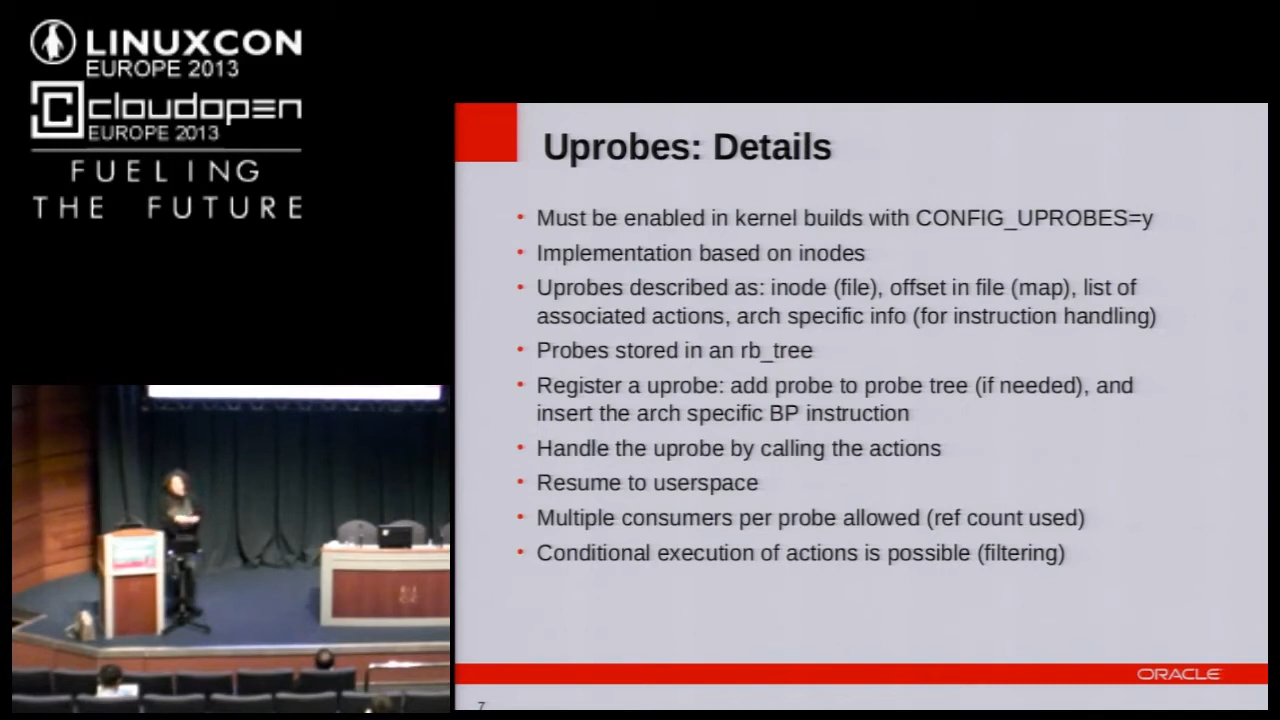 LINUXCON
EUROPE 2013
cloudopen
EUROPE 2013
FUELING
THE FUTURE
Uprobes: Details
• Must be enabled in kernel builds with CONFIG_UPROBES=y
• Implementation based on inodes
• Uprobes described as: inode (file), offset in file (map), list of
associated actions, arch specific info (for instruction handling)
• Probes stored in an rb_tree
• Register a uprobe: add probe to probe tree (if needed), and
insert the arch specific BP instruction
• Handle the uprobe by calling the actions
• Resume to userspace
• Multiple consumers per probe allowed (ref count used)
• Conditional execution of actions is possible (filtering)
ORACLE
7